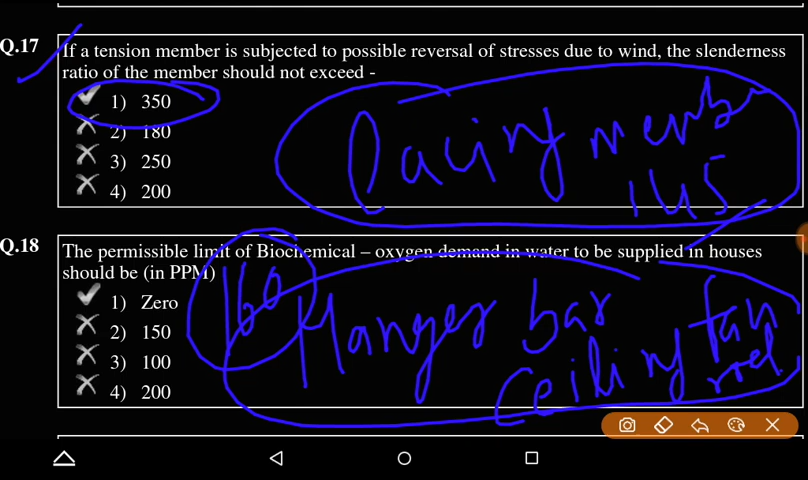 Q.17 If a tension member is subjected to possible reversal of stresses due to wind, the slenderness
ratio of the member should not exceed -
1) 350
2) 180
3) 250
4) 200
Lacing member
145
Q.18 The permissible limit of Biochemical – oxygen demand in water to be supplied in houses
should be (in PPM)
1) Zero
2) 150
3) 100
4) 200
160
Hanger bar
Ceiling fan
rod